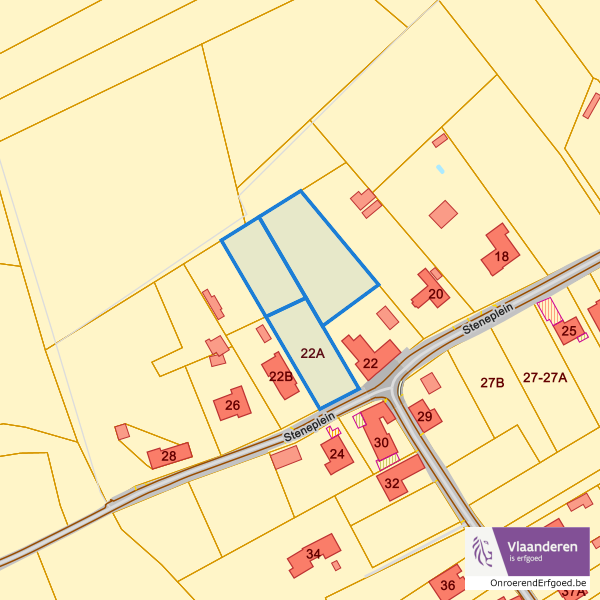 18
20
Steneplein
25
22A
22
22B
27-27A
27B
26
29
Steneplein
30
28
24
32
34
36
37A
Vlaanderen
is erfgoed
OnroerendErfgoed.be